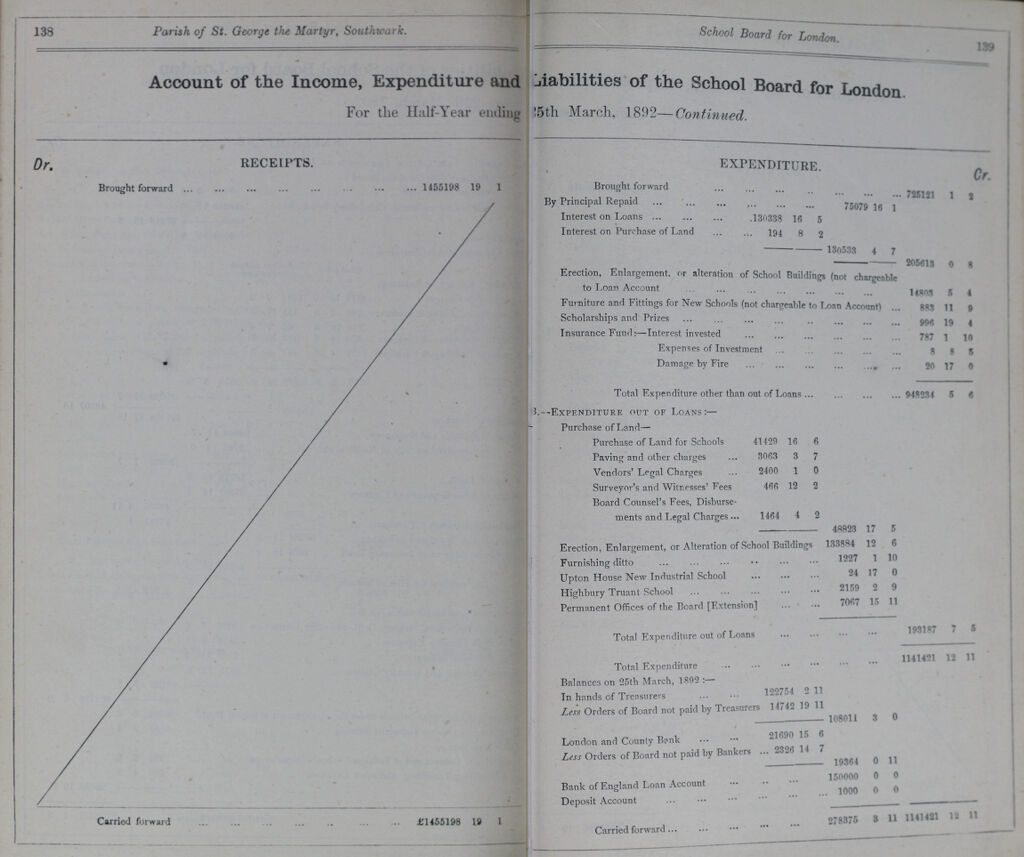 138
Parish of St. George the Martyr, Southwark.
School Board for London.
139
Account of the Income, Expenditure and Liabilities of the School Board for London.
For the Half-Year ending 25th March, 1892—Continued.
Dr.
RECEIPTS.
Brought forward ... ... ... ... ... ... ... ... 1455198 19 1
Carried forward ... ... ... ... ... ... ... £1455198 19 1
EXPENDITURE.
Cr.
Brought forward ... ... ... ... ... ... ... 725121 1 2
By Principal Repaid ... ... ... ... ... ... 75079 16 1
Interest on Loans ... ... ... 130338 16 5
Interest on Purchase of Land ... ... 194 8 2
130533 4 7
205613 0 8
Erection, Enlargement, or alteration of School Buildings (not chargeable
to Loan Account ... ... ... ... ... ... ... 14803 5 4
Furniture and Fittings for New Schools (not chargeable to Loan Account) ... 883 11 9
Scholarships and Prizes ... ... ... ... ... ... ... ... 996 19 4
Insurance Fund:—Interest invested ... ... ... ... ... ... 787 1 10
Expenses of Investment ... ... ... ... ... 8 8 5
Damage by Fire ... ... ... ... ... ... 20 17 0
Total Expenditure other than out of Loans ... ... ... ... 948234 5 6
B.—EXPENDITURE OUT OF LOANS:—
Purchase of Land—
Purchase of Land for Schools 41429 16 6
Paving and other charges ... 3063 3 7
Vendors' Legal Charges ... 2400 1 0
Surveyor's and Witnesses' Fees 466 12 2
Board Counsel's Fees, Disburse-
ments and Legal Charges ... 1464 4 2
48823 17 5
Erection, Enlargement, or Alteration of School Buildings 133884 12 6
Furnishing ditto ... ... ... ... ... ... 1227 1 10
Upton House New Industrial School ... ... ... 24 17 0
Highbury Truant School ... ... ... ... ... 2159 2 9
Permanent Offices of the Board [Extension] ... ... 7067 15 11
Total Expenditure out of Loans ... ... ... ... 193187 7 5
Total Expenditure ... ... ... ... ... ... 1141421 12 11
Balances on 25th March, 1892:—
In hands of Treasurers ... ... 122754 2 11
Less Orders of Board not paid by Treasurers 14742 19 11
108011 3 0
London and County Bank ... ... 21690 15 6
Less Orders of Board not paid by Bankers ... 2326 14 7
19364 0 11
Bank of England Loan Account ... ... ... 150000 0 0
Deposit Account ... ... ... ... ... ... 1000 0 0
278375 3 11 1141421 12 11
Carried forward ... ... ... ... ...